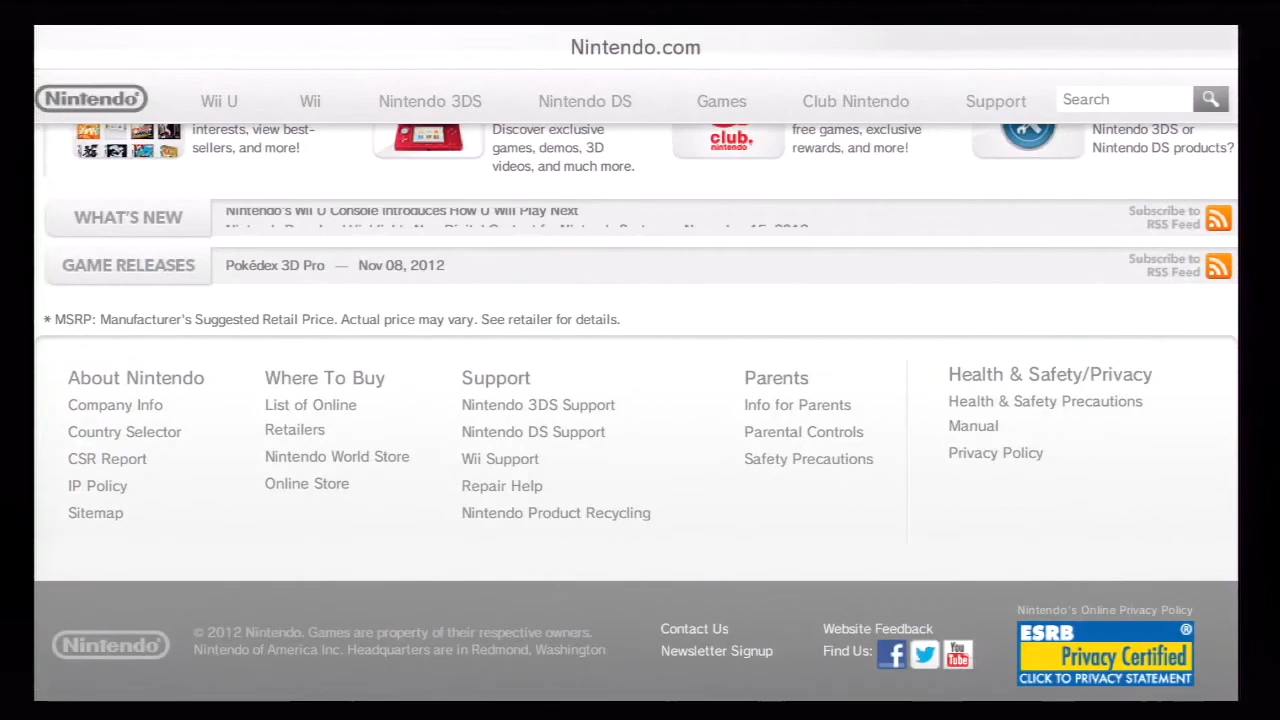 Nintendo.com
Nintendo
Wii U
Wii
Nintendo 3DS
Nintendo DS
Games
Club Nintendo
Support
Search
interests, view best-
sellers, and more!
Discover exclusive
games, demos, 3D
videos, and much more.
club.
nintendo
free games, exclusive
rewards, and more!
Nintendo 3DS or
Nintendo DS products?
WHAT'S NEW
Nintendo's Wii U Console Introduces How U Will Play Next
Subscribe to
RSS Feed
GAME RELEASES
Pokédex 3D Pro — Nov 08, 2012
Subscribe to
RSS Feed
* MSRP: Manufacturer's Suggested Retail Price. Actual price may vary. See retailer for details.
About Nintendo
Company Info
Country Selector
CSR Report
IP Policy
Sitemap
Where To Buy
List of Online
Retailers
Nintendo World Store
Online Store
Support
Nintendo 3DS Support
Nintendo DS Support
Wii Support
Repair Help
Nintendo Product Recycling
Parents
Info for Parents
Parental Controls
Safety Precautions
Health & Safety/Privacy
Health & Safety Precautions
Manual
Privacy Policy
Nintendo
© 2012 Nintendo. Games are property of their respective owners.
Nintendo of America Inc. Headquarters are in Redmond, Washington
Contact Us
Newsletter Signup
Website Feedback
Find Us:
You
Tube
Nintendo's Online Privacy Policy
ESRB ®
Privacy Certified
CLICK TO PRIVACY STATEMENT